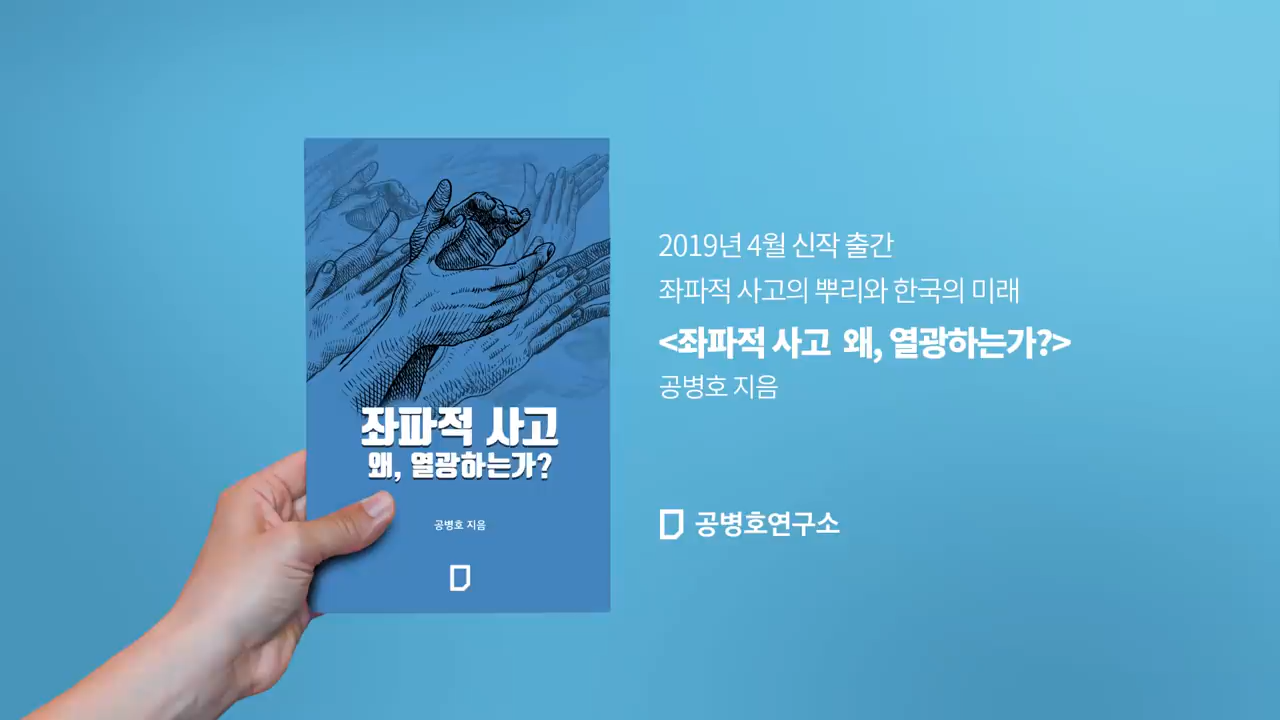 좌파적 사고
왜, 열광하는가?
공병호 지음
2019년 4월 신작 출간
좌파적 사고의 뿌리와 한국의 미래
<좌파적 사고 왜, 열광하는가?>
공병호 지음
공병호연구소